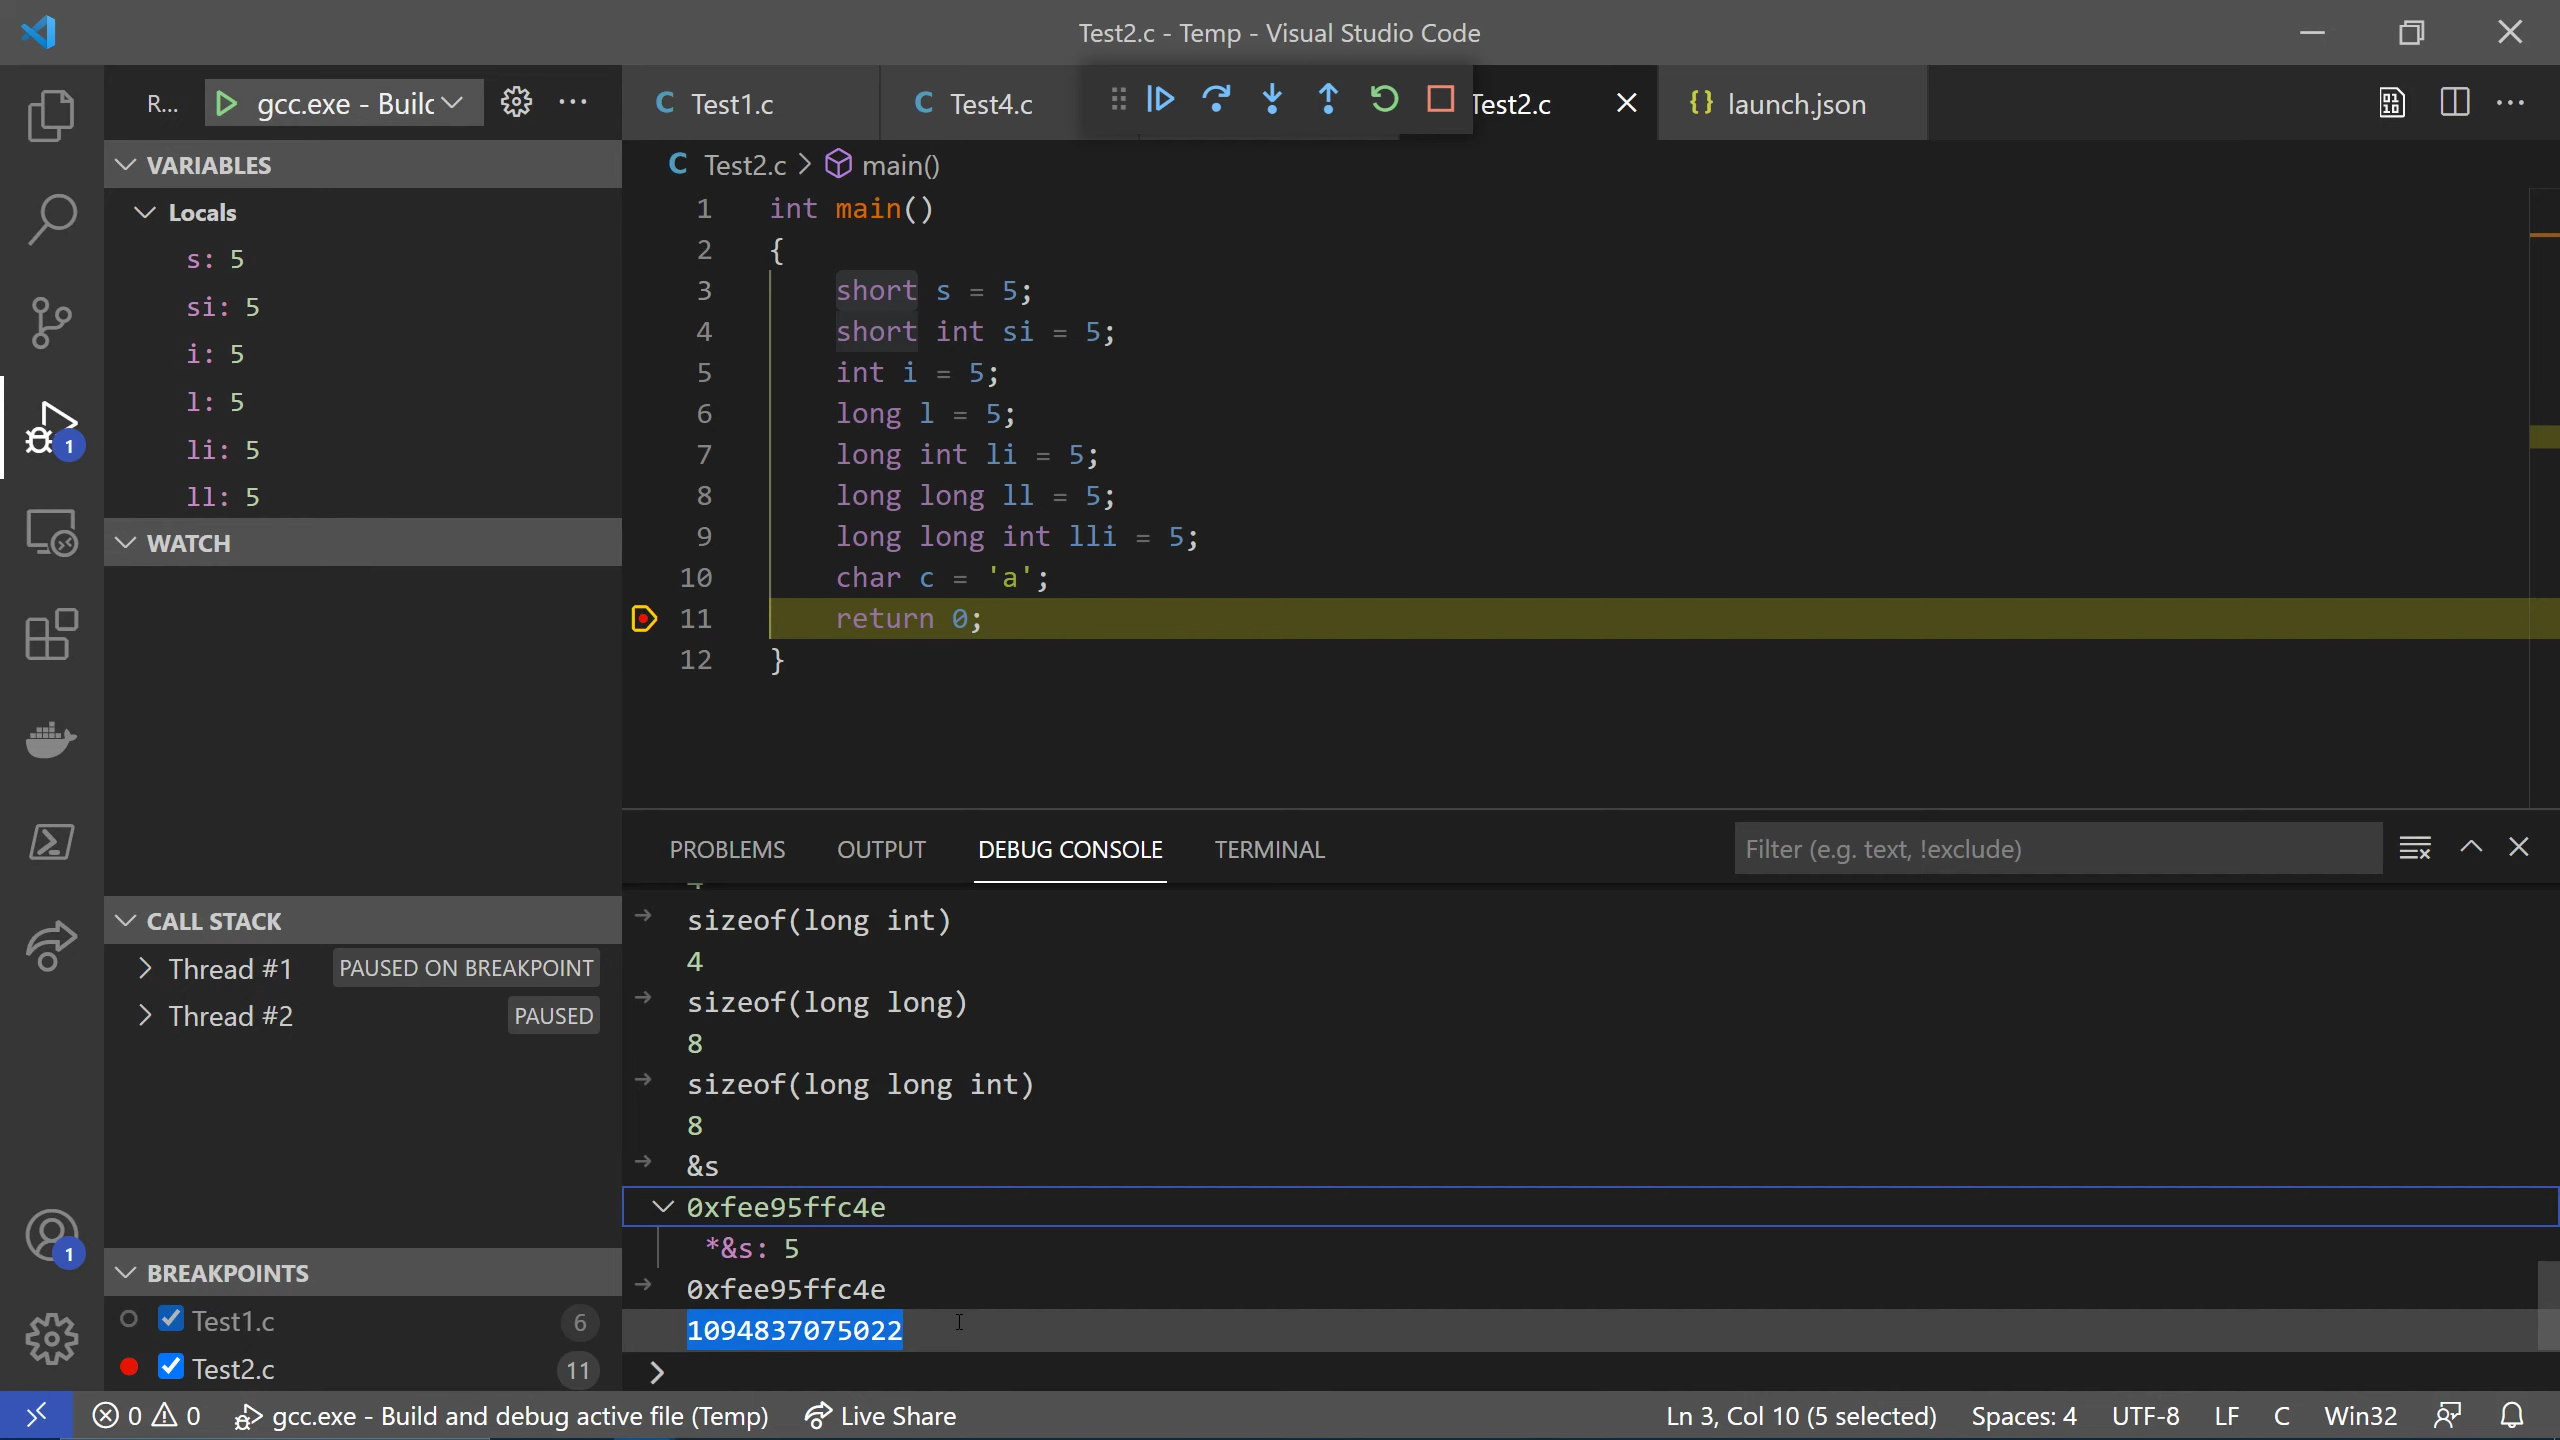 Test2.c - Temp - Visual Studio Code
R... gcc.exe - Builc
Test1.c Test4.c Test2.c launch.json
VARIABLES
Locals
s: 5
si: 5
i: 5
l: 5
li: 5
ll: 5
WATCH
CALL STACK
Thread #1 PAUSED ON BREAKPOINT
Thread #2 PAUSED
BREAKPOINTS
Test1.c 6
Test2.c 11
Test2.c > main()
1 int main()
2 {
3 short s = 5;
4 short int si = 5;
5 int i = 5;
6 long l = 5;
7 long int li = 5;
8 long long ll = 5;
9 long long int lli = 5;
10 char c = 'a';
11 return 0;
12 }
PROBLEMS OUTPUT DEBUG CONSOLE TERMINAL Filter (e.g. text, !exclude)
sizeof(long int)
4
sizeof(long long)
8
sizeof(long long int)
8
&s
0xfee95ffc4e
*&s: 5
0xfee95ffc4e
1094837075022
1
1
0 0 gcc.exe - Build and debug active file (Temp) Live Share Ln 3, Col 10 (5 selected) Spaces: 4 UTF-8 LF C Win32